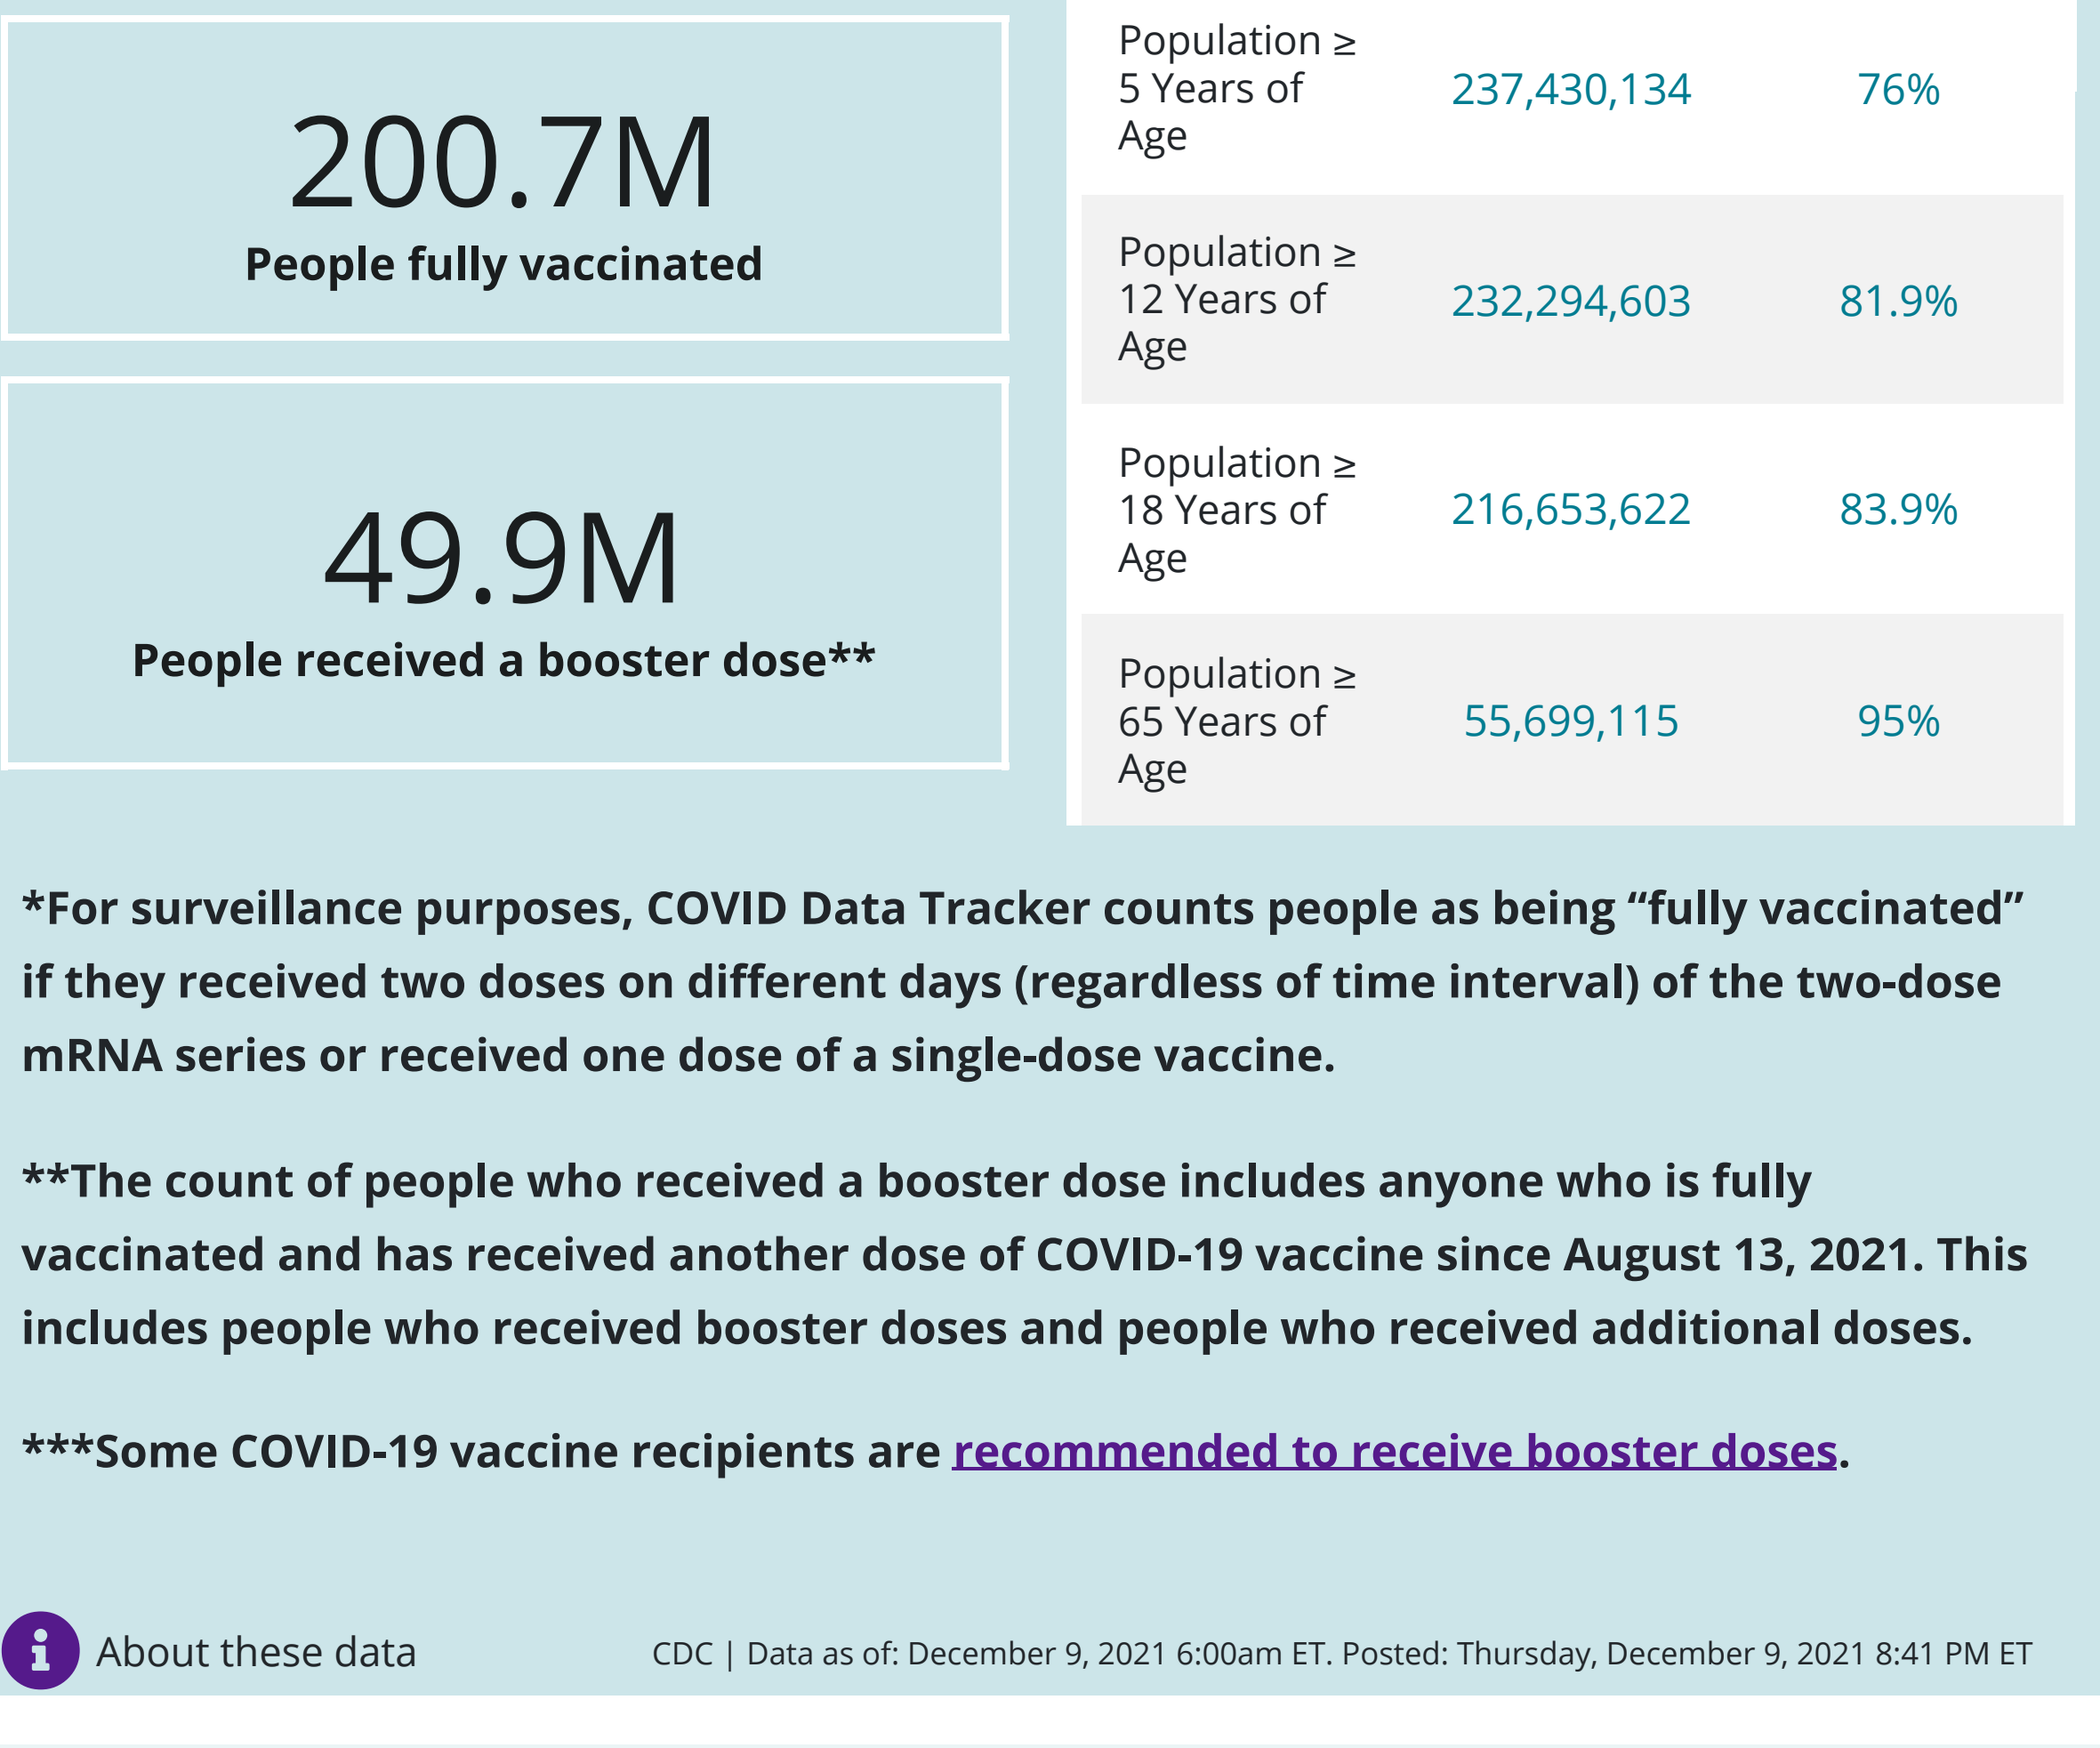 200.7M
People fully vaccinated
49.9M
People received a booster dose**
Population ≥
5 Years of
Age
237,430,134
76%
Population ≥
12 Years of
Age
232,294,603
81.9%
Population ≥
18 Years of
Age
216,653,622
83.9%
Population ≥
65 Years of
Age
55,699,115
95%
*For surveillance purposes, COVID Data Tracker counts people as being “fully vaccinated”
if they received two doses on different days (regardless of time interval) of the two-dose
mRNA series or received one dose of a single-dose vaccine.
**The count of people who received a booster dose includes anyone who is fully
vaccinated and has received another dose of COVID-19 vaccine since August 13, 2021. This
includes people who received booster doses and people who received additional doses.
***Some COVID-19 vaccine recipients are recommended to receive booster doses.
About these data
CDC | Data as of: December 9, 2021 6:00am ET. Posted: Thursday, December 9, 2021 8:41 PM ET